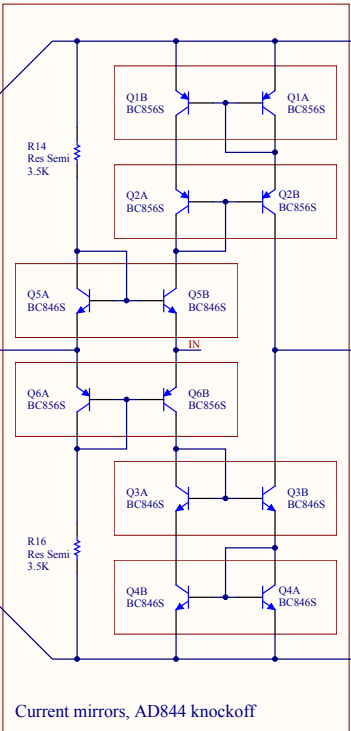 Q1B
BC856S
Q1A
BC856S
R14
Res Semi
3.5K
Q2A
BC856S
Q2B
BC856S
Q5A
BC846S
Q5B
BC846S
IN
Q6A
BC856S
Q6B
BC856S
Q3A
BC846S
Q3B
BC846S
R16
Res Semi
3.5K
Q4B
BC846S
Q4A
BC846S
Current mirrors, AD844 knockoff